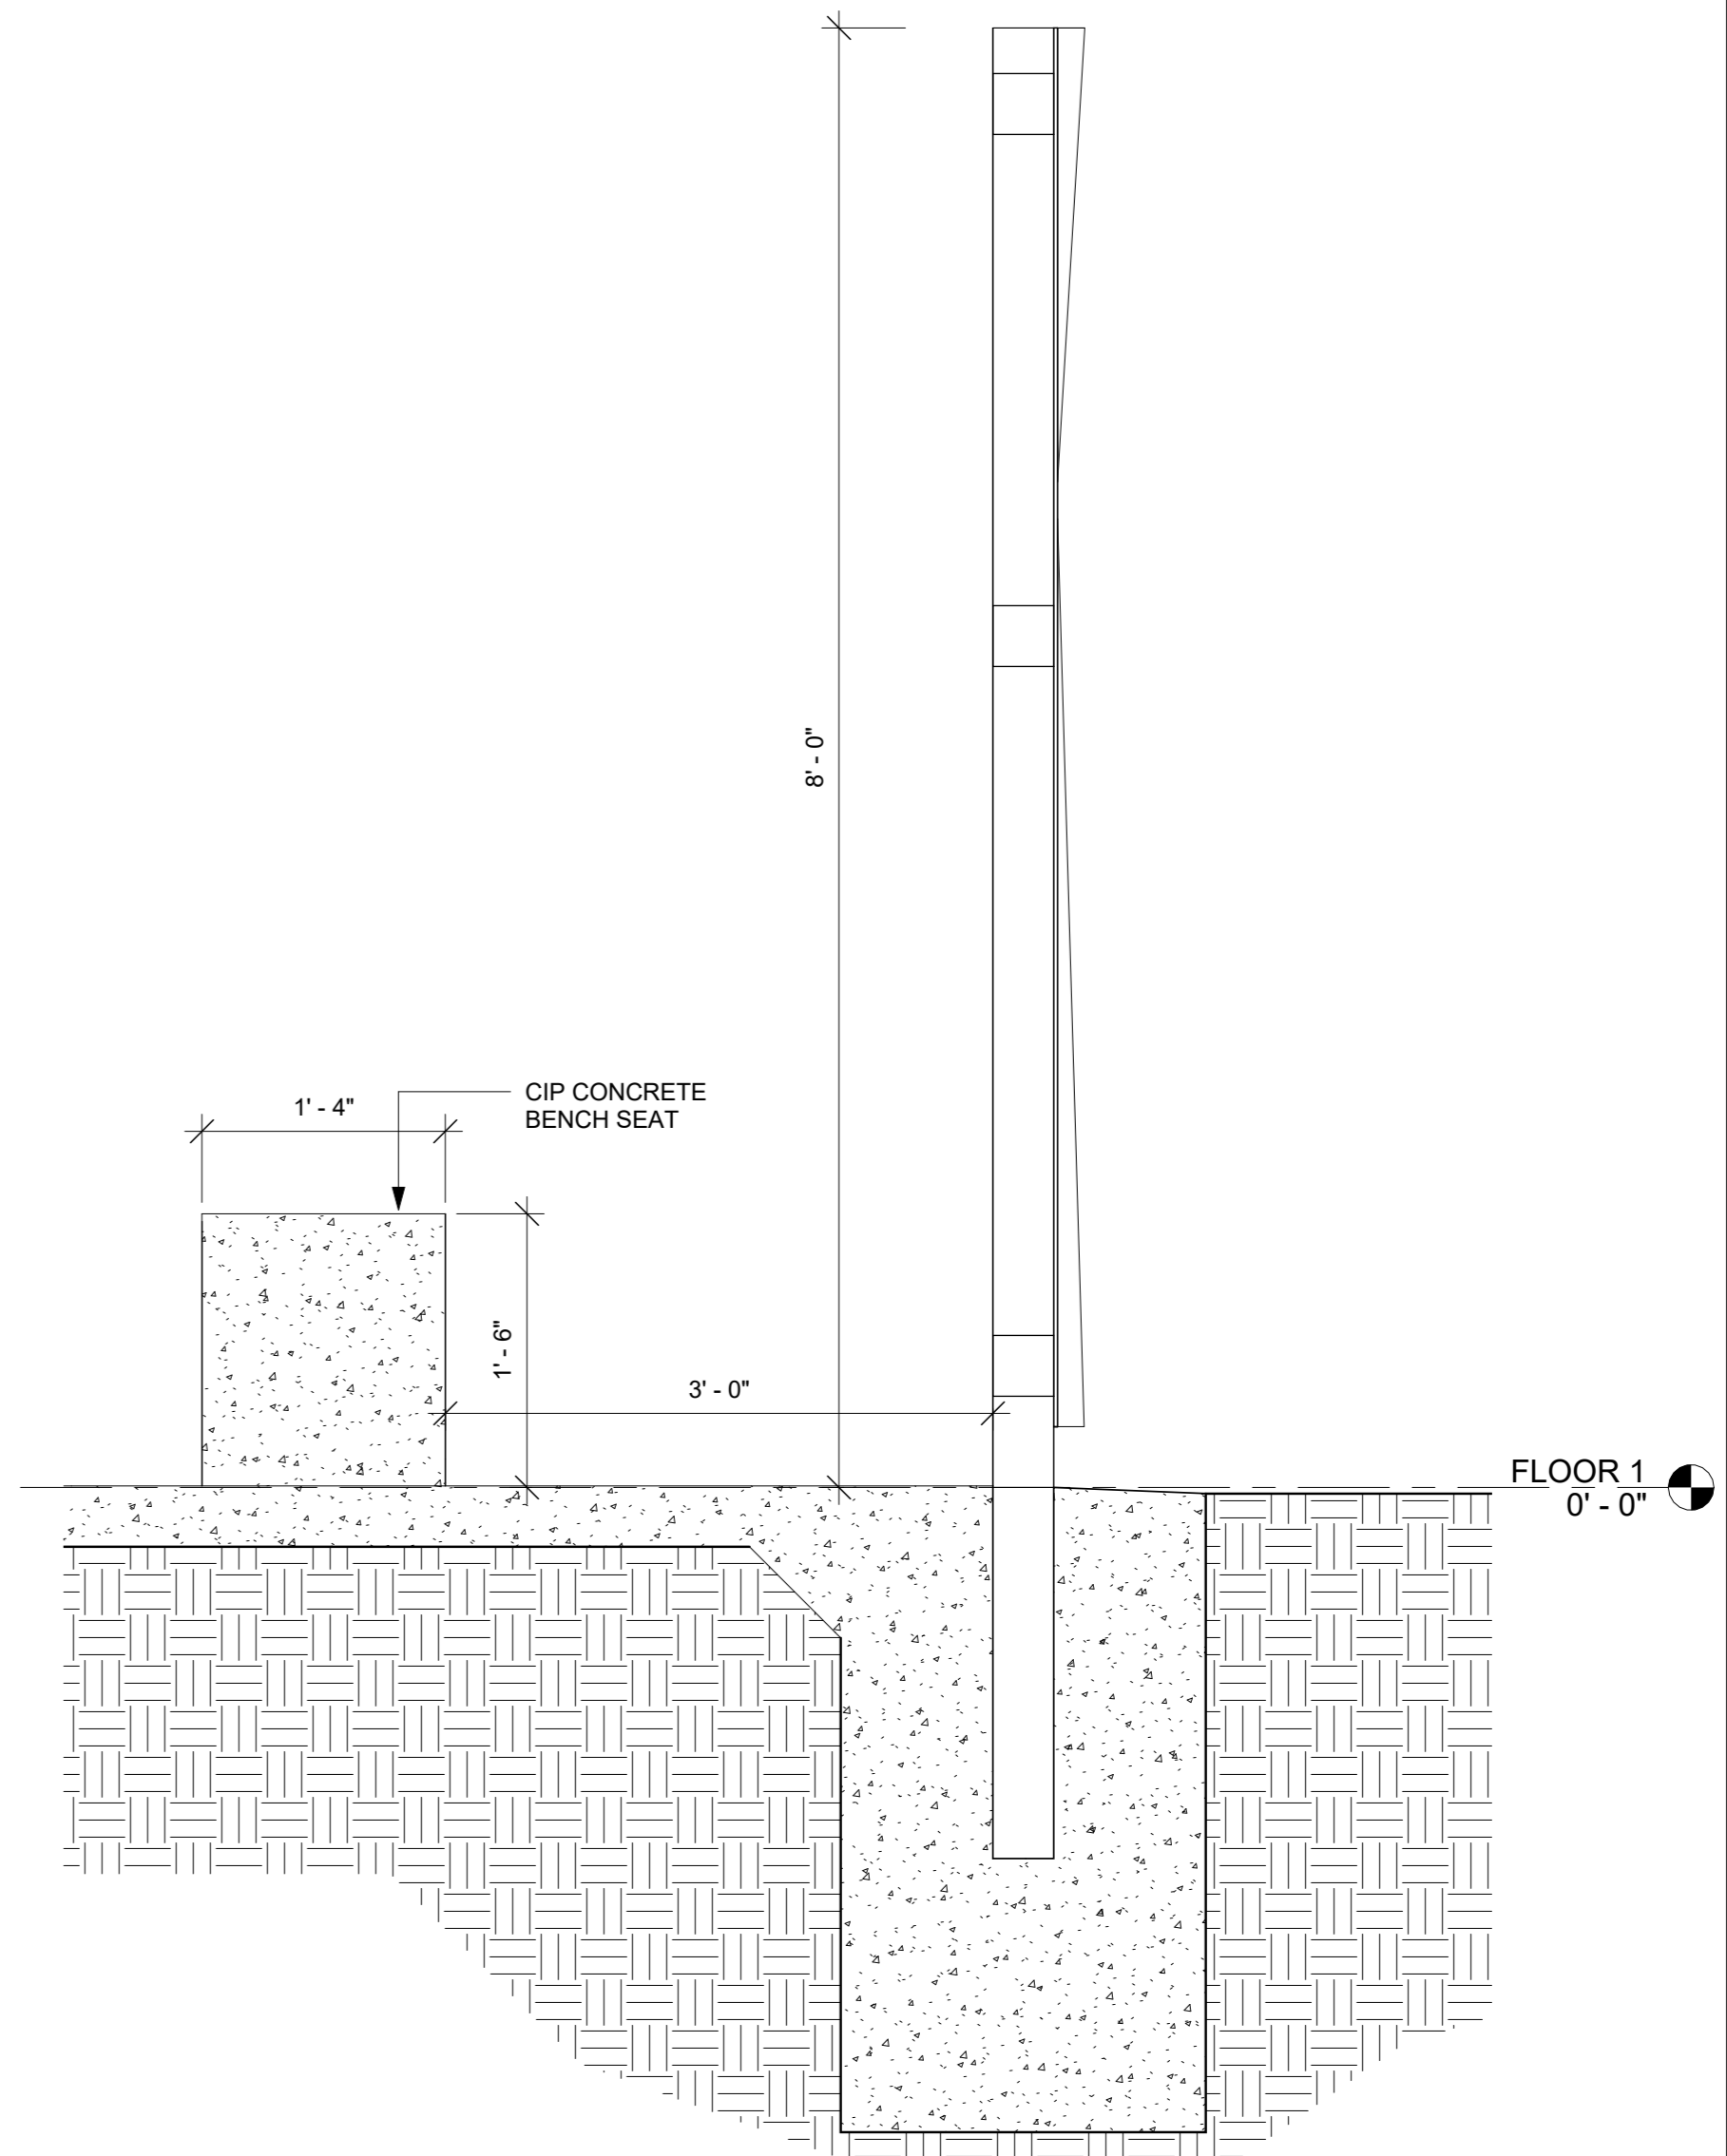 8' - 0"
1' - 4"
CIP CONCRETE
BENCH SEAT
1' - 6"
3' - 0"
FLOOR 1
0' - 0"